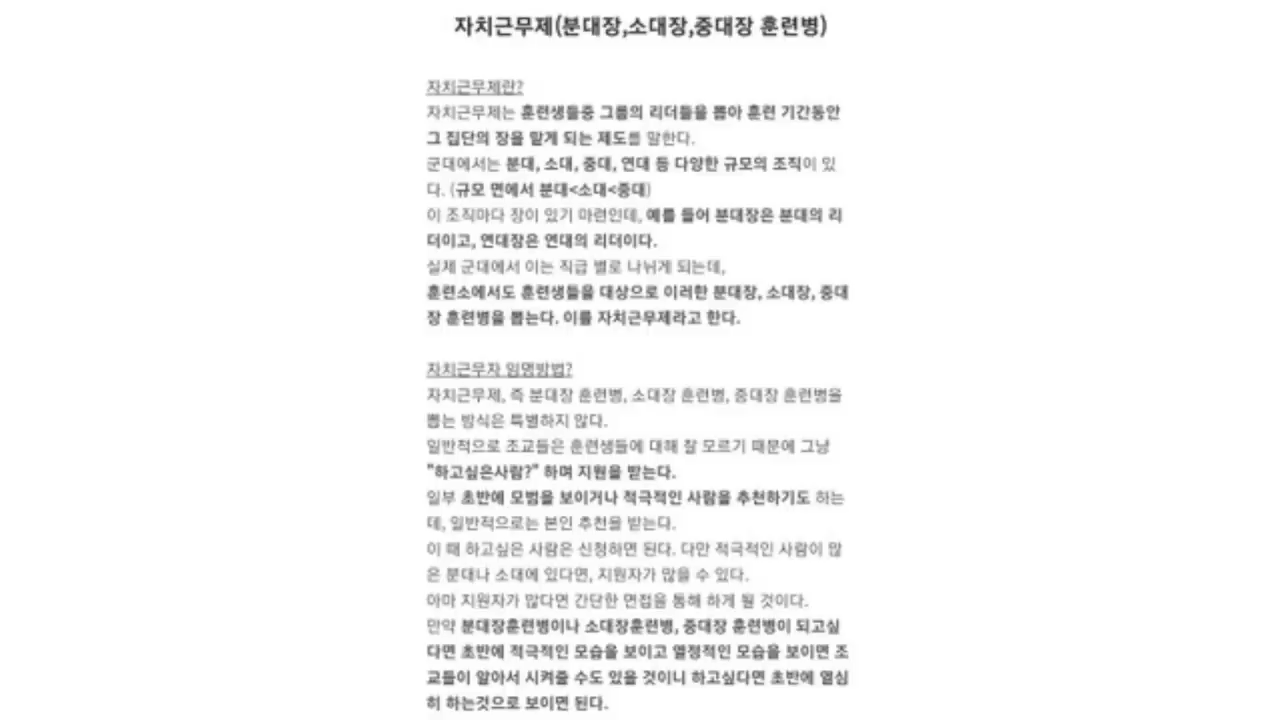 자치근무제(분대장,소대장,중대장 훈련병)
자치근무제란?
자치근무제는 훈련생들중 그룹의 리더들을 뽑아 훈련 기간동안
그 집단의 장을 맡게 되는 제도를 말한다.
군대에서는 분대, 소대, 중대, 연대 등 다양한 규모의 조직이 있
다. (규모 면에서 분대<소대<중대)
이 조직마다 장이 있기 마련인데, 예를 들어 분대장은 분대의 리
더이고, 연대장은 연대의 리더이다.
실제 군대에서 이는 직급 별로 나뉘게 되는데,
훈련소에서도 훈련생들을 대상으로 이러한 분대장, 소대장, 중대
장 훈련병을 뽑는다. 이를 자치근무제라고 한다.
자치근무자 임명방법?
자치근무제, 즉 분대장 훈련병, 소대장 훈련병, 중대장 훈련병을
뽑는 방식은 특별하지 않다.
일반적으로 조교들은 훈련생들에 대해 잘 모르기 때문에 그냥
"하고싶은사람?" 하며 지원을 받는다.
일부 초반에 모범을 보이거나 적극적인 사람을 추천하기도 하는
데, 일반적으로는 본인 추천을 받는다.
이 때 하고싶은 사람은 신청하면 된다. 다만 적극적인 사람이 많
은 분대나 소대에 있다면, 지원자가 많을 수 있다.
아마 지원자가 많다면 간단한 면접을 통해 하게 될 것이다.
만약 분대장훈련병이나 소대장훈련병, 중대장 훈련병이 되고싶
다면 초반에 적극적인 모습을 보이고 열정적인 모습을 보이면 조
교들이 알아서 시켜줄 수도 있을 것이니 하고싶다면 초반에 열심
히 하는것으로 보이면 된다.